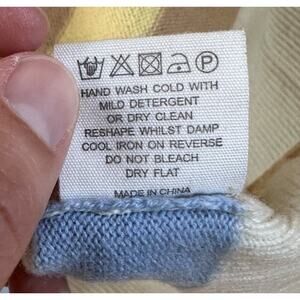 HAND WASH COLD WITH
MILD DETERGENT
OR DRY CLEAN
RESHAPE WHILST DAMP
COOL IRON ON REVERSE
DO NOT BLEACH
DRY FLAT
MADE IN CHINA